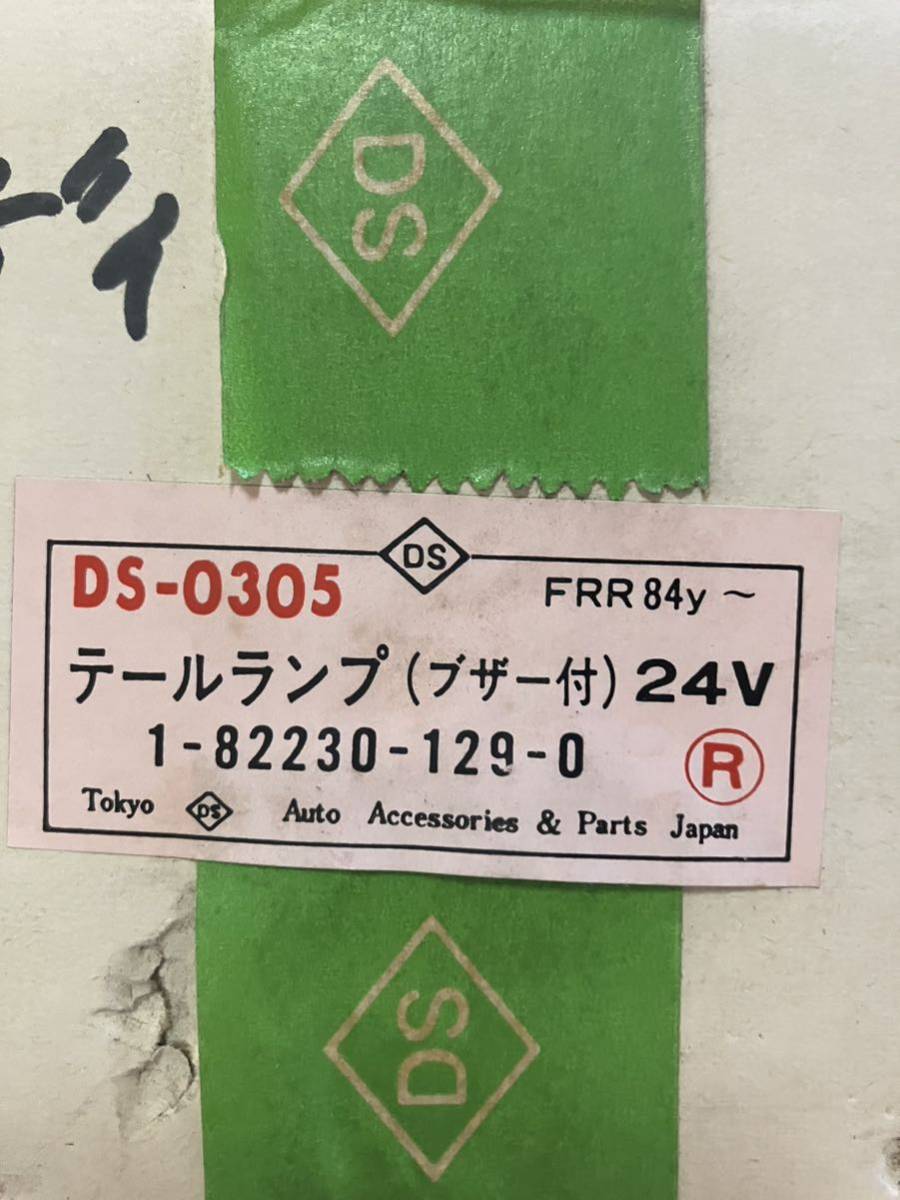 DS
DS
DS-0305 FRR 84y ～
テールランプ (ブザー付) 24V
1-82230-129-0 R
Tokyo DS Auto Accessories & Parts Japan
DS